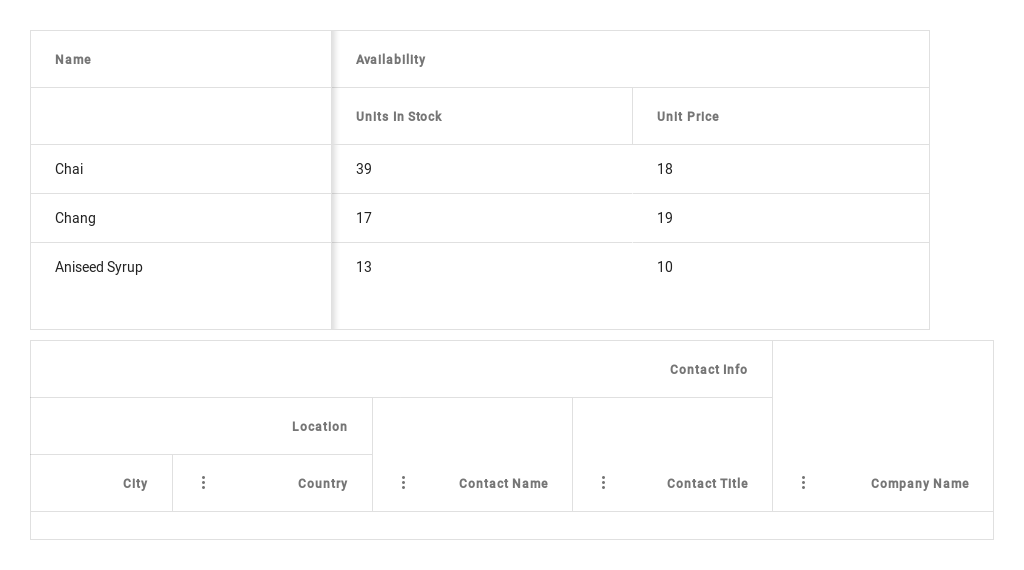 Name Availability
Units In Stock Unit Price
Chai 39 18
Chang 17 19
Aniseed Syrup 13 10
Contact Info
Location
City Country Contact Name Contact Title Company Name